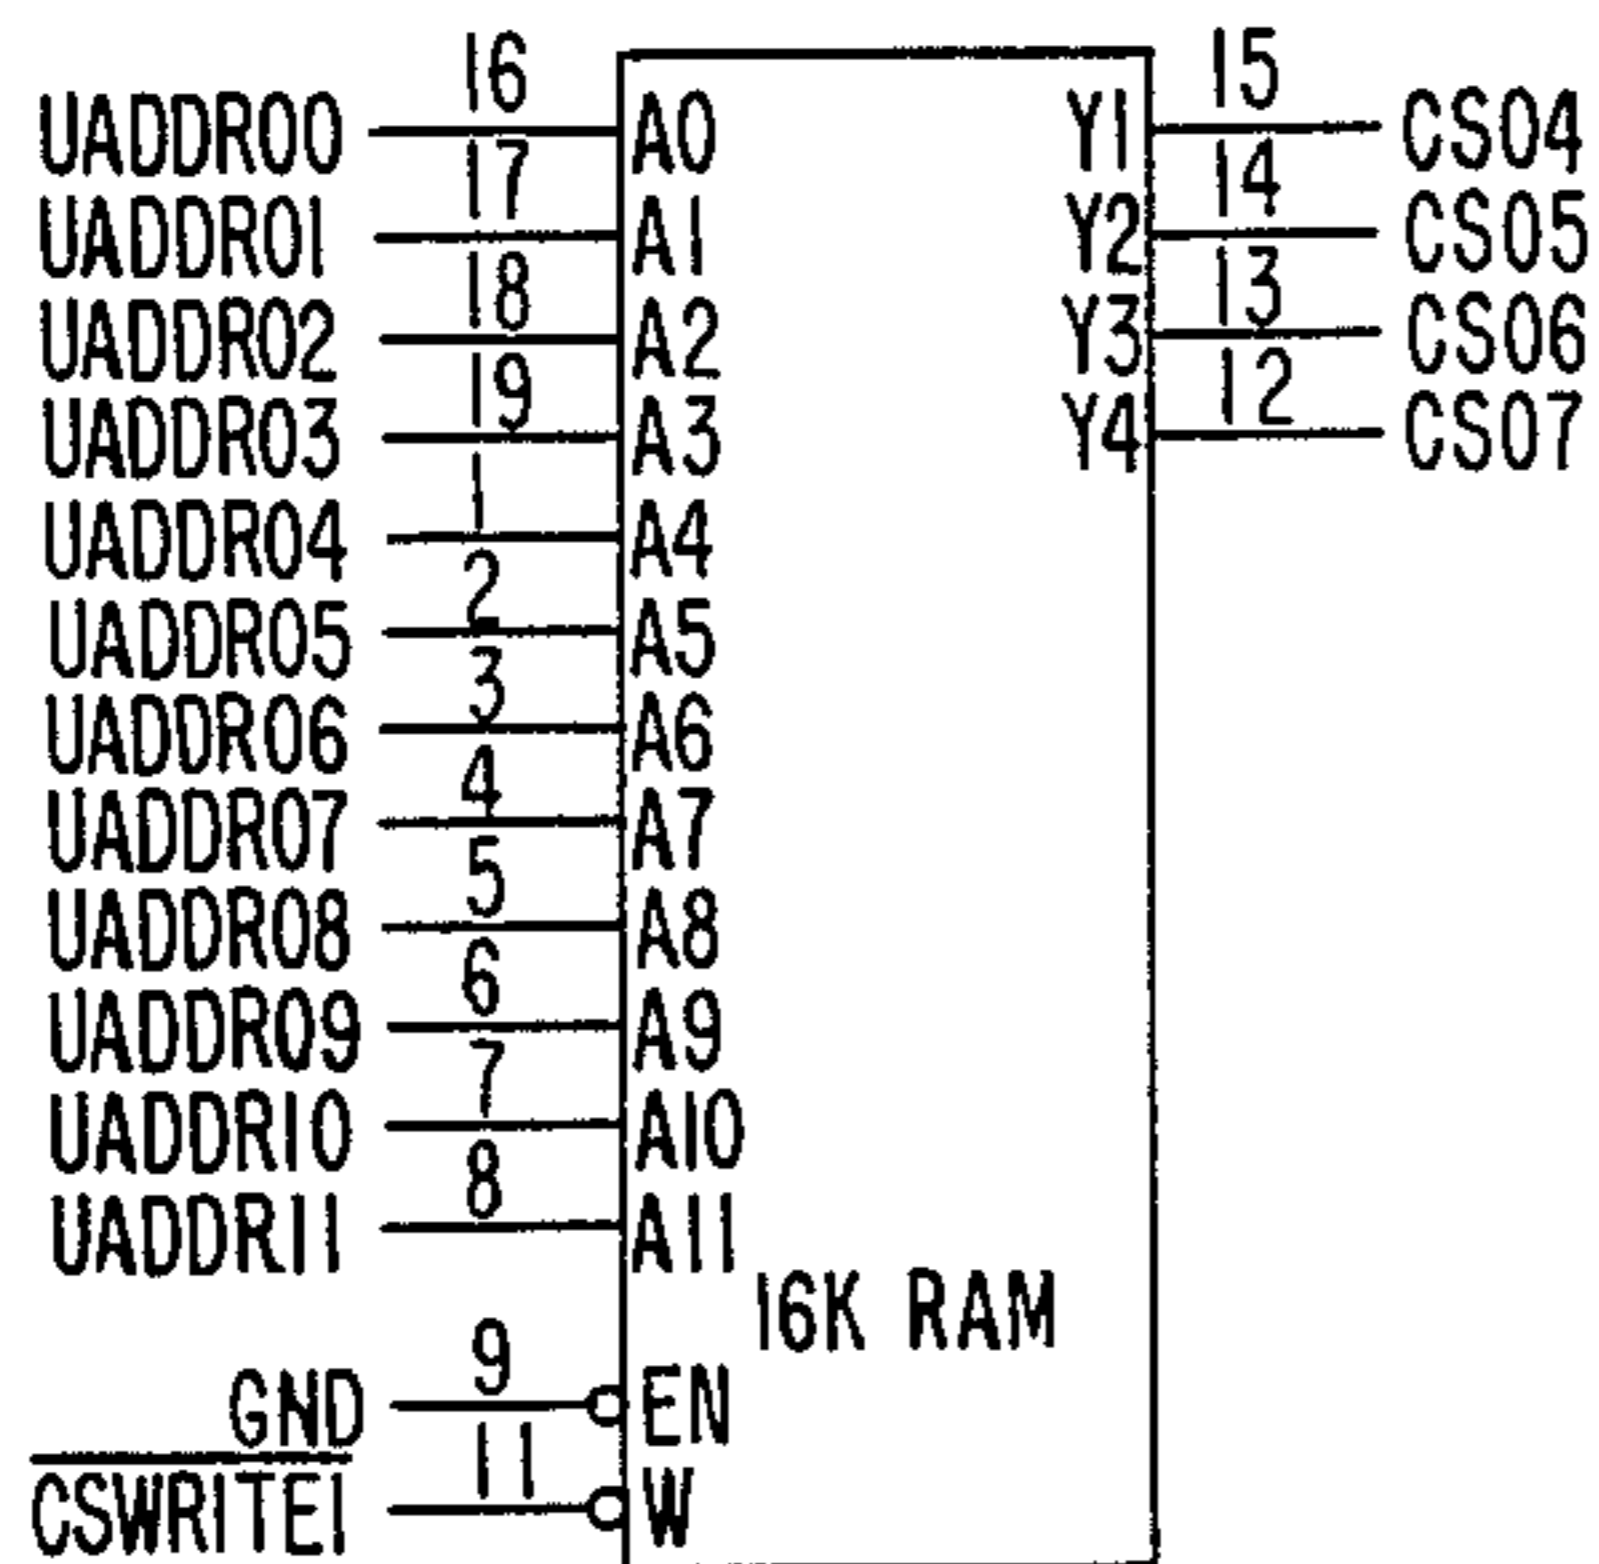 16 15
UADDR00 A0 Y1 CS04
17 14
UADDR01 A1 Y2 CS05
18 13
UADDR02 A2 Y3 CS06
19 12
UADDR03 A3 Y4 CS07
1
UADDR04 A4
2
UADDR05 A5
3
UADDR06 A6
4
UADDR07 A7
5
UADDR08 A8
6
UADDR09 A9
7
UADDR10 A10
8
UADDR11 A11
16K RAM
9
GND EN
11
CSWRITE1 W